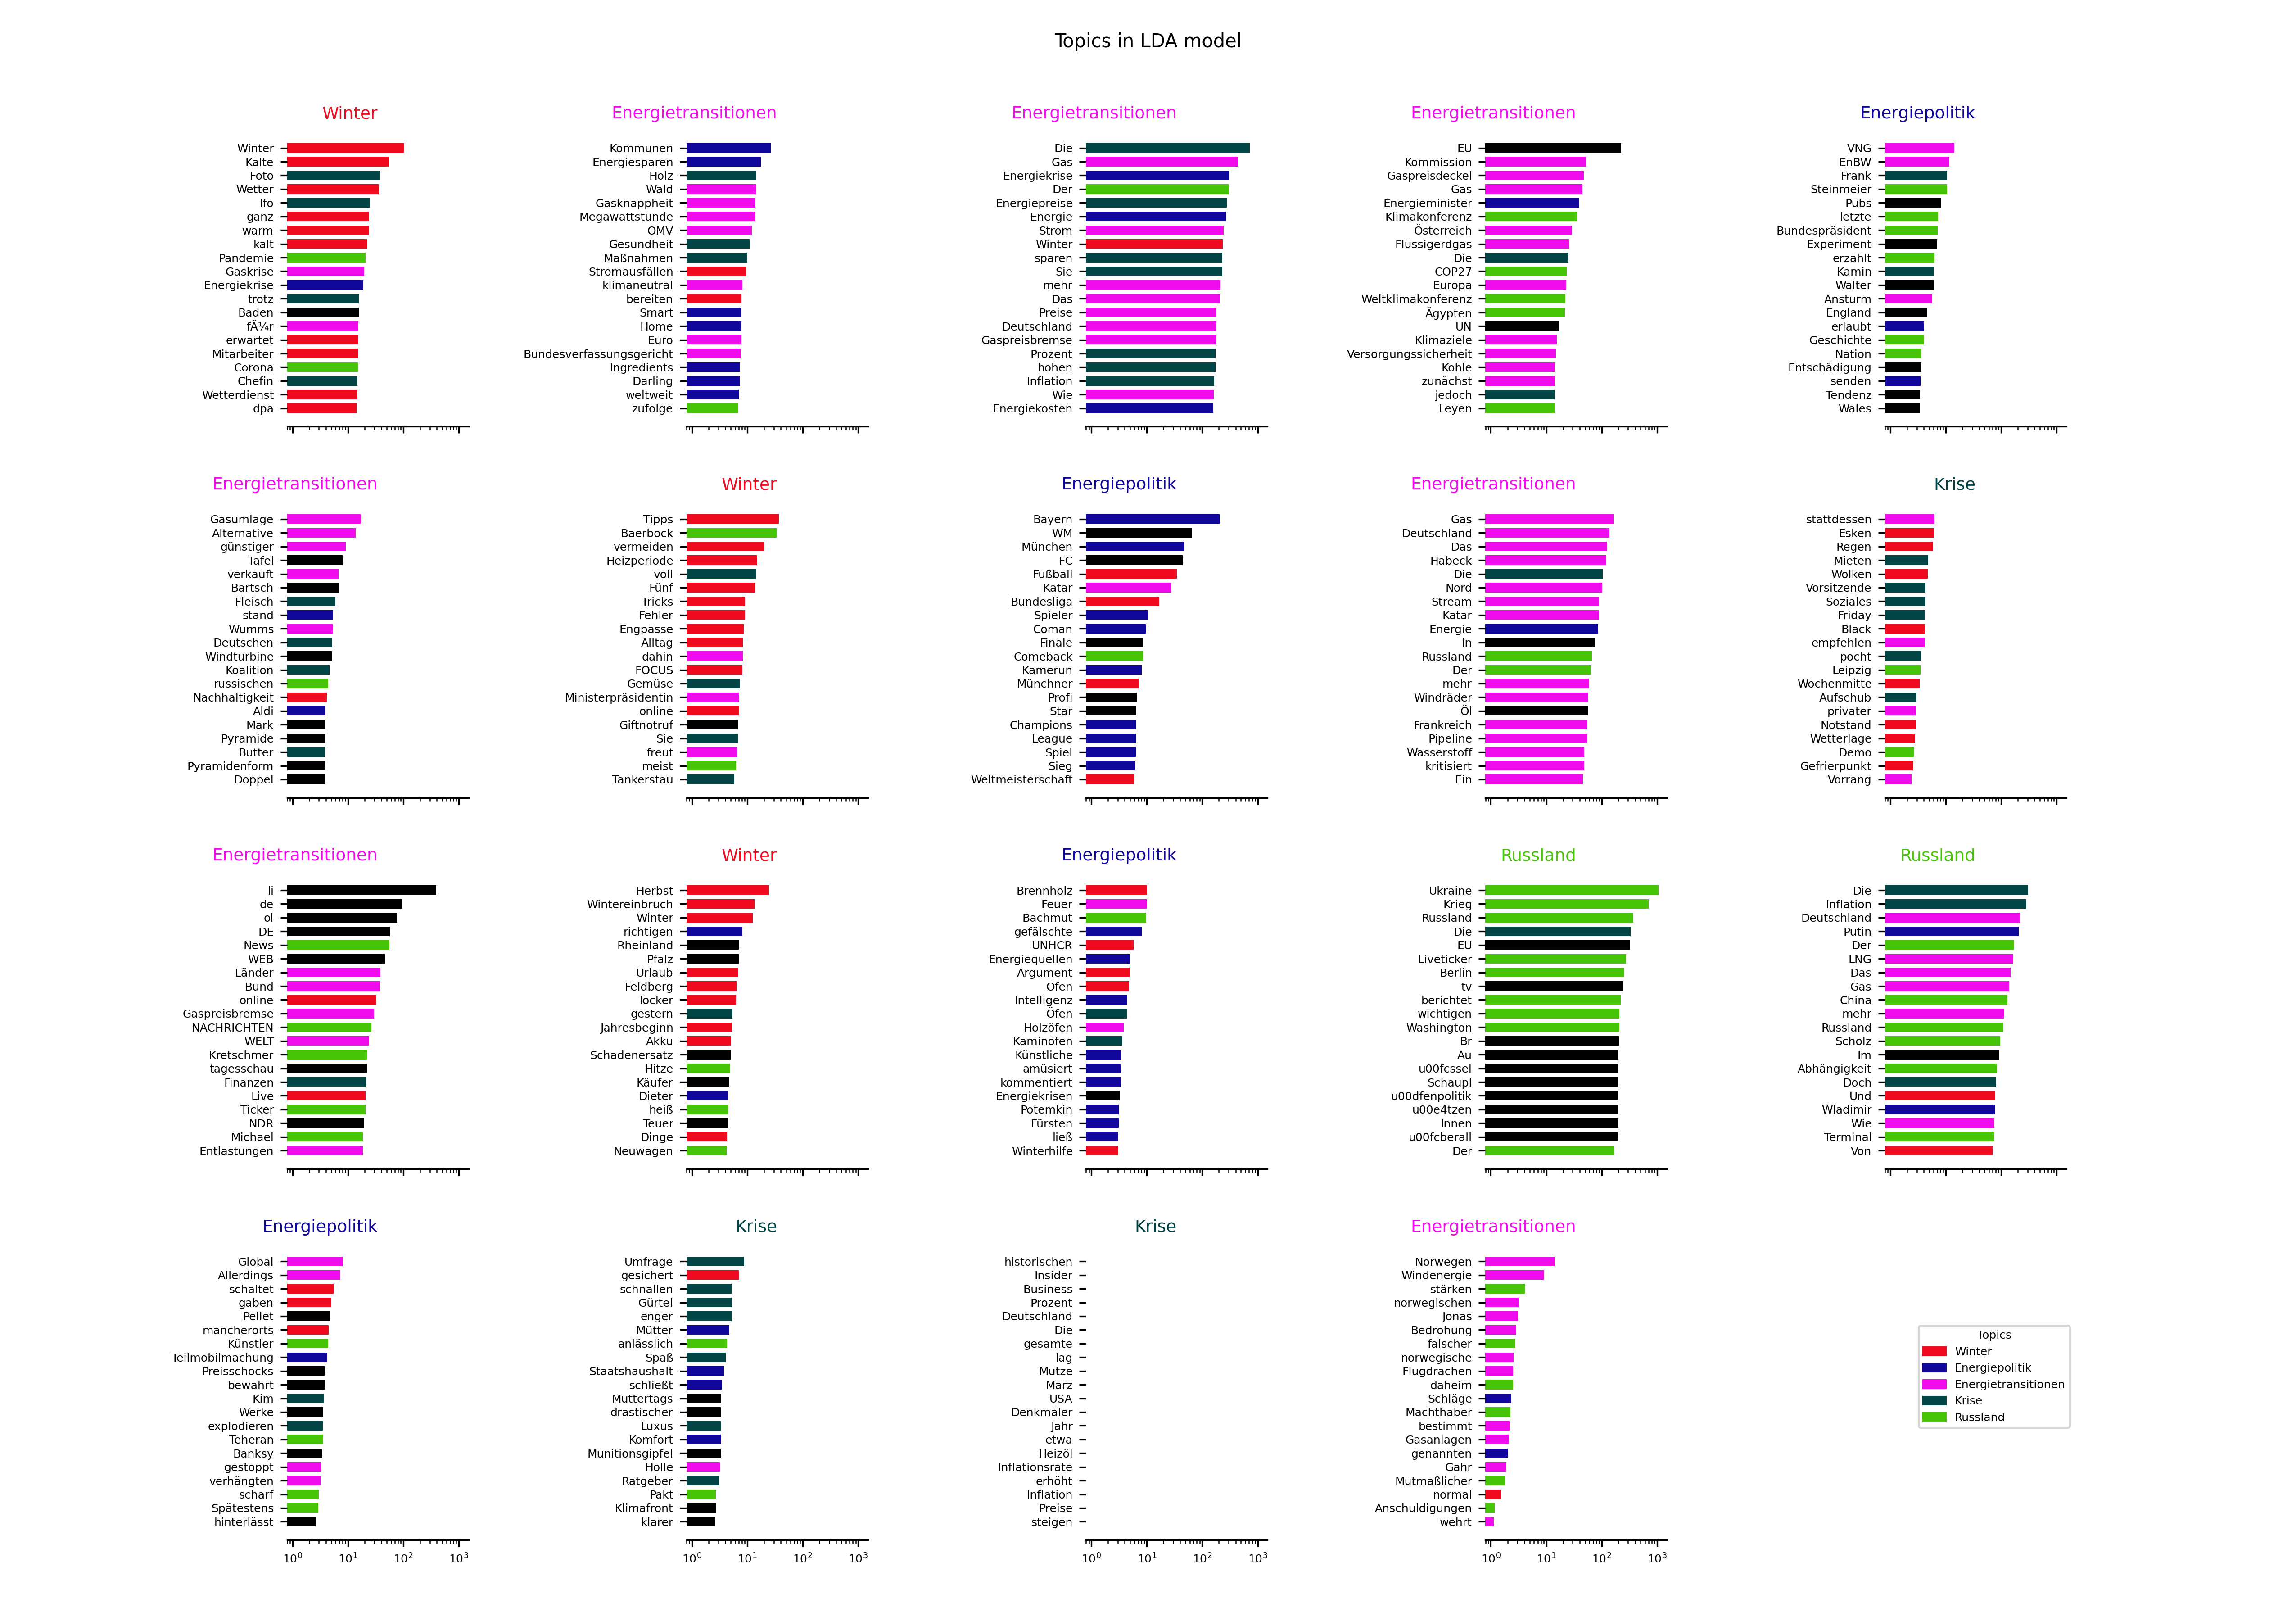 Topics in LDA model
Winter
Winter
Kälte
Foto
Wetter
Ifo
ganz
warm
kalt
Pandemie
Gaskrise
Energiekrise
trotz
Baden
fÃ¼r
erwartet
Mitarbeiter
Corona
Chefin
Wetterdienst
dpa
Energietransitionen
Kommunen
Energiesparen
Holz
Wald
Gasknappheit
Megawattstunde
OMV
Gesundheit
Maßnahmen
Stromausfällen
klimaneutral
bereiten
Smart
Home
Euro
Bundesverfassungsgericht
Ingredients
Darling
weltweit
zufolge
Energietransitionen
Die
Gas
Energiekrise
Der
Energiepreise
Energie
Strom
Winter
sparen
Sie
mehr
Das
Preise
Deutschland
Gaspreisbremse
Prozent
hohen
Inflation
Wie
Energiekosten
Energietransitionen
EU
Kommission
Gaspreisdeckel
Gas
Energieminister
Klimakonferenz
Österreich
Flüssigerdgas
Die
COP27
Europa
Weltklimakonferenz
Ägypten
UN
Klimaziele
Versorgungssicherheit
Kohle
zunächst
jedoch
Leyen
Energiepolitik
VNG
EnBW
Frank
Steinmeier
Pubs
letzte
Bundespräsident
Experiment
erzählt
Kamin
Walter
Ansturm
England
erlaubt
Geschichte
Nation
Entschädigung
senden
Tendenz
Wales
Energietransitionen
Gasumlage
Alternative
günstiger
Tafel
verkauft
Bartsch
Fleisch
stand
Wumms
Deutschen
Windturbine
Koalition
russischen
Nachhaltigkeit
Aldi
Mark
Pyramide
Butter
Pyramidenform
Doppel
Winter
Tipps
Baerbock
vermeiden
Heizperiode
voll
Fünf
Tricks
Fehler
Engpässe
Alltag
dahin
FOCUS
Gemüse
Ministerpräsidentin
online
Giftnotruf
Sie
freut
meist
Tankerstau
Energiepolitik
Bayern
WM
München
FC
Fußball
Katar
Bundesliga
Spieler
Coman
Finale
Comeback
Kamerun
Münchner
Profi
Star
Champions
League
Spiel
Sieg
Weltmeisterschaft
Energietransitionen
Gas
Deutschland
Das
Habeck
Die
Nord
Stream
Katar
Energie
In
Russland
Der
mehr
Windräder
Öl
Frankreich
Pipeline
Wasserstoff
kritisiert
Ein
Krise
stattdessen
Esken
Regen
Mieten
Wolken
Vorsitzende
Soziales
Friday
Black
empfehlen
pocht
Leipzig
Wochenmitte
Aufschub
privater
Notstand
Wetterlage
Demo
Gefrierpunkt
Vorrang
Energietransitionen
li
de
ol
DE
News
WEB
Länder
Bund
online
Gaspreisbremse
NACHRICHTEN
WELT
Kretschmer
tagesschau
Finanzen
Live
Ticker
NDR
Michael
Entlastungen
Winter
Herbst
Wintereinbruch
Winter
richtigen
Rheinland
Pfalz
Urlaub
Feldberg
locker
gestern
Jahresbeginn
Akku
Schadenersatz
Hitze
Käufer
Dieter
heiß
Teuer
Dinge
Neuwagen
Energiepolitik
Brennholz
Feuer
Bachmut
gefälschte
UNHCR
Energiequellen
Argument
Ofen
Intelligenz
Öfen
Holzöfen
Kaminöfen
Künstliche
amüsiert
kommentiert
Energiekrisen
Potemkin
Fürsten
ließ
Winterhilfe
Russland
Ukraine
Krieg
Russland
Die
EU
Liveticker
Berlin
tv
berichtet
wichtigen
Washington
Br
Au
u00fcssel
Schaupl
u00dfenpolitik
u00e4tzen
Innen
u00fcberall
Der
Russland
Die
Inflation
Deutschland
Putin
Der
LNG
Das
Gas
China
mehr
Russland
Scholz
Im
Abhängigkeit
Doch
Und
Wladimir
Wie
Terminal
Von
Energiepolitik
Global
Allerdings
schaltet
gaben
Pellet
mancherorts
Künstler
Teilmobilmachung
Preisschocks
bewahrt
Kim
Werke
explodieren
Teheran
Banksy
gestoppt
verhängten
scharf
Spätestens
hinterlässt
10⁰ 10¹ 10² 10³
Krise
Umfrage
gesichert
schnallen
Gürtel
enger
Mütter
anlässlich
Spaß
Staatshaushalt
schließt
Muttertags
drastischer
Luxus
Komfort
Munitionsgipfel
Hölle
Ratgeber
Pakt
Klimafront
klarer
10⁰ 10¹ 10² 10³
Krise
historischen
Insider
Business
Prozent
Deutschland
Die
gesamte
lag
Mütze
März
USA
Denkmäler
Jahr
etwa
Heizöl
Inflationsrate
erhöht
Inflation
Preise
steigen
10⁰ 10¹ 10² 10³
Energietransitionen
Norwegen
Windenergie
stärken
norwegischen
Jonas
Bedrohung
falscher
norwegische
Flugdrachen
daheim
Schläge
Machthaber
bestimmt
Gasanlagen
genannten
Gahr
Mutmaßlicher
normal
Anschuldigungen
wehrt
10⁰ 10¹ 10² 10³
Topics
Winter
Energiepolitik
Energietransitionen
Krise
Russland